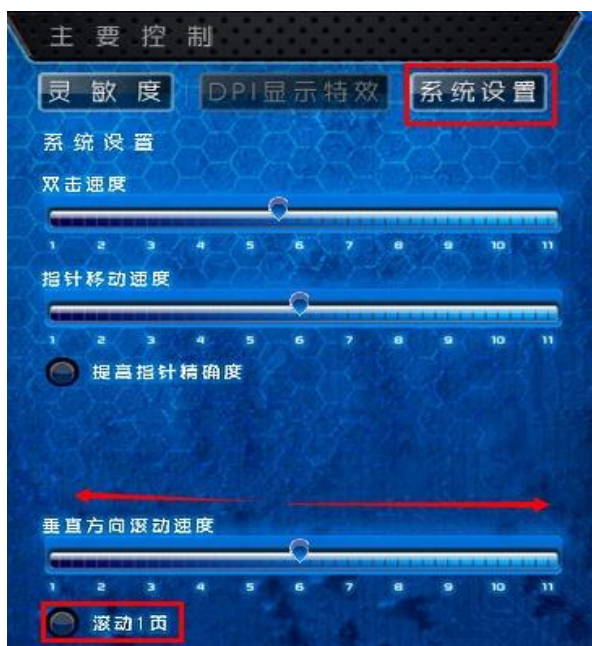 主要控制
灵敏度 DPI显示特效 系统设置
系统设置
双击速度
1 2 3 4 5 6 7 8 9 10 11
指针移动速度
1 2 3 4 5 6 7 8 9 10 11
提高指针精确度
垂直方向滚动速度
1 2 3 4 5 6 7 8 9 10 11
滚动1页